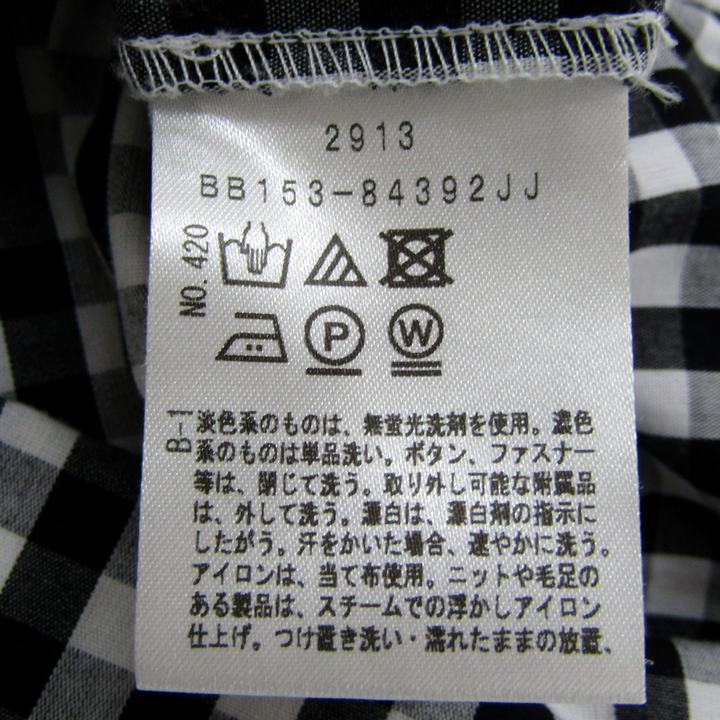 2913
BB153-84392JJ
NO.420
P
W
B-1
淡色系のものは、無蛍光洗剤を使用。濃色
系のものは単品洗い。ボタン、ファスナー
等は、閉じて洗う。取り外し可能な附属品
は、外して洗う。漂白は、漂白剤の指示に
したがう。汗をかいた場合、速やかに洗う。
アイロンは、当て布使用。ニットや毛足の
ある製品は、スチームでの浮かしアイロン
仕上げ。つけ置き洗い・濡れたままの放置、